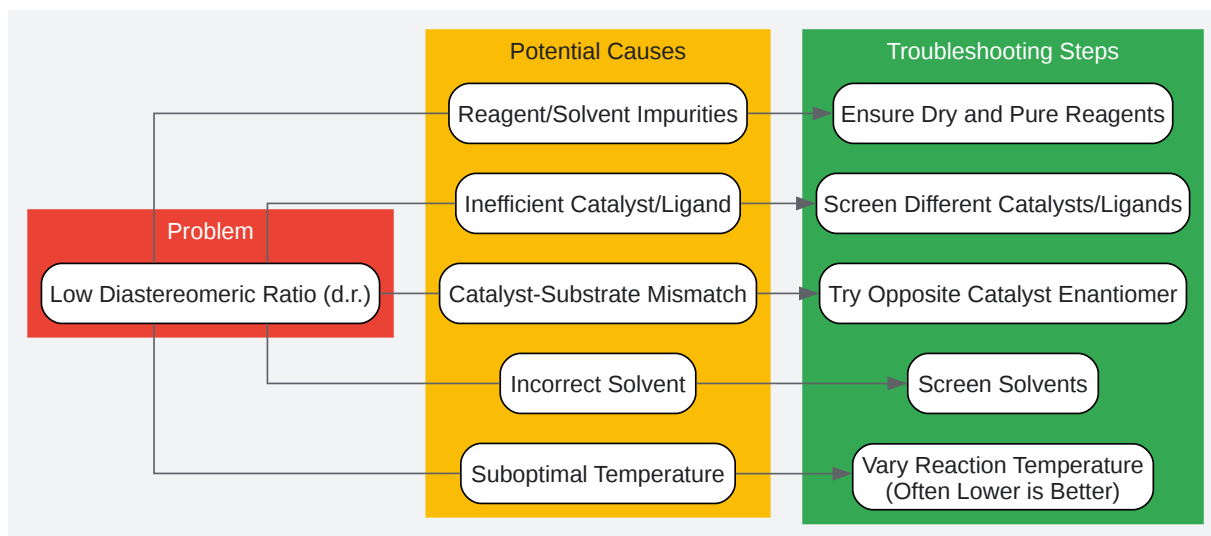 Potential Causes
Troubleshooting Steps
Reagent/Solvent Impurities
Ensure Dry and Pure Reagents
Inefficient Catalyst/Ligand
Screen Different Catalysts/Ligands
Problem
Low Diastereomeric Ratio (d.r.)
Catalyst-Substrate Mismatch
Try Opposite Catalyst Enantiomer
Incorrect Solvent
Screen Solvents
Suboptimal Temperature
Vary Reaction Temperature
(Often Lower is Better)